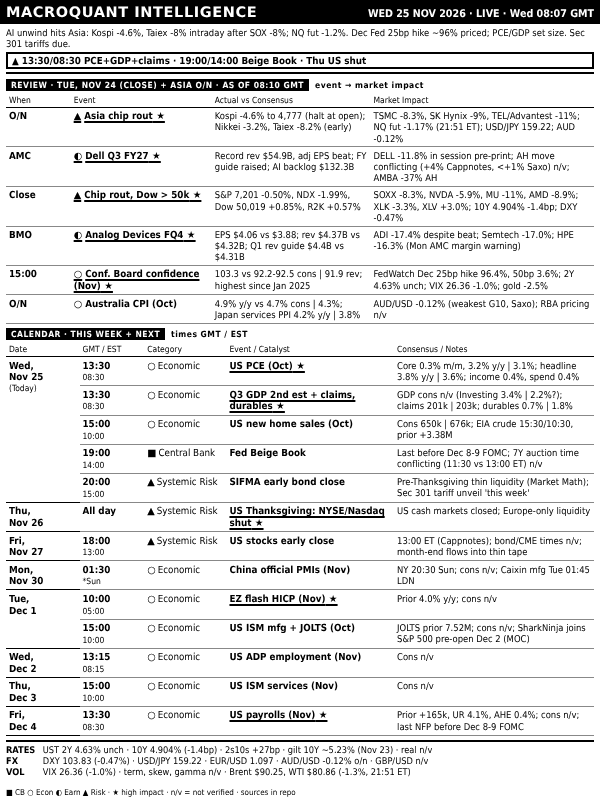 MACROQUANT INTELLIGENCE WED 25 NOV 2026 · LIVE · Wed 08:07 GMT
AI unwind hits Asia: Kospi -4.6%, Taiex -8% intraday after SOX -8%; NQ fut -1.2%. Dec Fed 25bp hike ~96% priced; PCE/GDP set size. Sec
301 tariffs due.
▲ 13:30/08:30 PCE+GDP+claims · 19:00/14:00 Beige Book · Thu US shut
REVIEW · TUE, NOV 24 (CLOSE) + ASIA O/N · AS OF 08:10 GMT event → market impact
When Event Actual vs Consensus Market Impact
O/N ▲ Asia chip rout ★ Kospi -4.6% to 4,777 (halt at open); TSMC -8.3%, SK Hynix -9%, TEL/Advantest -11%;
Nikkei -3.2%, Taiex -8.2% (early) NQ fut -1.17% (21:51 ET); USD/JPY 159.22; AUD
-0.12%
AMC ◐ Dell Q3 FY27 ★ Record rev $54.9B, adj EPS beat; FY DELL -11.8% in session pre-print; AH move
guide raised; AI backlog $132.3B conflicting (+4% Capnotes, <+1% Saxo) n/v;
AMBA -37% AH
Close ▲ Chip rout, Dow > 50k ★ S&P 7,201 -0.50%, NDX -1.99%, SOXX -8.3%, NVDA -5.9%, MU -11%, AMD -8.9%;
Dow 50,019 +0.85%, R2K +0.57% XLK -3.3%, XLV +3.0%; 10Y 4.904% -1.4bp; DXY
-0.47%
BMO ◐ Analog Devices FQ4 ★ EPS $4.06 vs $3.88; rev $4.37B vs ADI -17.4% despite beat; Semtech -17.0%; HPE
$4.32B; Q1 rev guide $4.4B vs -16.3% (Mon AMC margin warning)
$4.31B
15:00 ○ Conf. Board confidence 103.3 vs 92.2-92.5 cons | 91.9 rev; FedWatch Dec 25bp hike 96.4%, 50bp 3.6%; 2Y
(Nov) ★ highest since Jan 2025 4.63% unch; VIX 26.36 -1.0%; gold -2.5%
O/N ○ Australia CPI (Oct) 4.9% y/y vs 4.7% cons | 4.3%; AUD/USD -0.12% (weakest G10, Saxo); RBA pricing
Japan services PPI 4.2% y/y | 3.8% n/v
CALENDAR · THIS WEEK + NEXT times GMT / EST
Date GMT / EST Category Event / Catalyst Consensus / Notes
Wed, 13:30 ○ Economic US PCE (Oct) ★ Core 0.3% m/m, 3.2% y/y | 3.1%; headline
Nov 25 08:30 3.8% y/y | 3.6%; income 0.4%, spend 0.4%
(Today)
13:30 ○ Economic Q3 GDP 2nd est + claims, GDP cons n/v (Investing 3.4% | 2.2%?);
08:30 durables ★ claims 201k | 203k; durables 0.7% | 1.8%
15:00 ○ Economic US new home sales (Oct) Cons 650k | 676k; EIA crude 15:30/10:30,
10:00 prior +3.38M
19:00 ■ Central Bank Fed Beige Book Last before Dec 8-9 FOMC; 7Y auction time
14:00 conflicting (11:30 vs 13:00 ET) n/v
20:00 ▲ Systemic Risk SIFMA early bond close Pre-Thanksgiving thin liquidity (Market Math);
15:00 Sec 301 tariff unveil 'this week'
Thu, All day ▲ Systemic Risk US Thanksgiving: NYSE/Nasdaq US cash markets closed; Europe-only liquidity
Nov 26 shut ★
Fri, 18:00 ▲ Systemic Risk US stocks early close 13:00 ET (Cappnotes); bond/CME times n/v;
Nov 27 13:00 month-end flows into thin tape
Mon, 01:30 ○ Economic China official PMIs (Nov) NY 20:30 Sun; cons n/v; Caixin mfg Tue 01:45
Nov 30 *Sun LDN
Tue, 10:00 ○ Economic EZ flash HICP (Nov) ★ Prior 4.0% y/y; cons n/v
Dec 1 05:00
15:00 ○ Economic US ISM mfg + JOLTS (Oct) JOLTS prior 7.52M; cons n/v; SharkNinja joins
10:00 S&P 500 pre-open Dec 2 (MOC)
Wed, 13:15 ○ Economic US ADP employment (Nov) Cons n/v
Dec 2 08:15
Thu, 15:00 ○ Economic US ISM services (Nov) Cons n/v
Dec 3 10:00
Fri, 13:30 ○ Economic US payrolls (Nov) ★ Prior +165k, UR 4.1%, AHE 0.4%; cons n/v;
Dec 4 08:30 last NFP before Dec 8-9 FOMC
RATES UST 2Y 4.63% unch · 10Y 4.904% (-1.4bp) · 2s10s +27bp · gilt 10Y ~5.23% (Nov 23) · real n/v
FX DXY 103.83 (-0.47%) · USD/JPY 159.22 · EUR/USD 1.097 · AUD/USD -0.12% o/n · GBP/USD n/v
VOL VIX 26.36 (-1.0%) · term, skew, gamma n/v · Brent $90.25, WTI $80.86 (-1.3%, 21:51 ET)
■ CB ○ Econ ◐ Earn ▲ Risk · ★ high impact · n/v = not verified · sources in repo